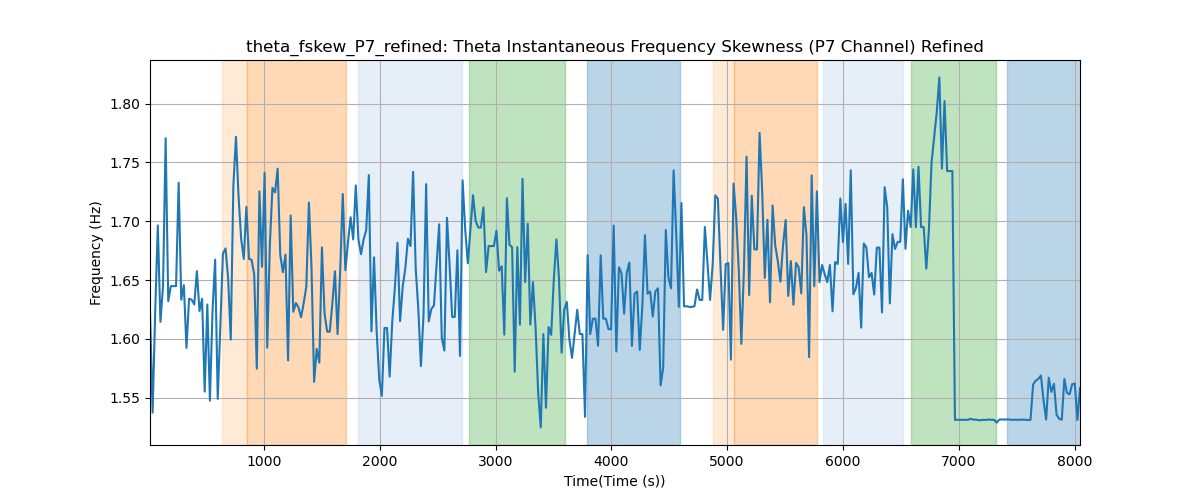 theta_fskew_P7_refined: Theta Instantaneous Frequency Skewness (P7 Channel) Refined
Frequency (Hz)
1.80
1.75
1.70
1.65
1.60
1.55
1000 2000 3000 4000 5000 6000 7000 8000
Time(Time (s))